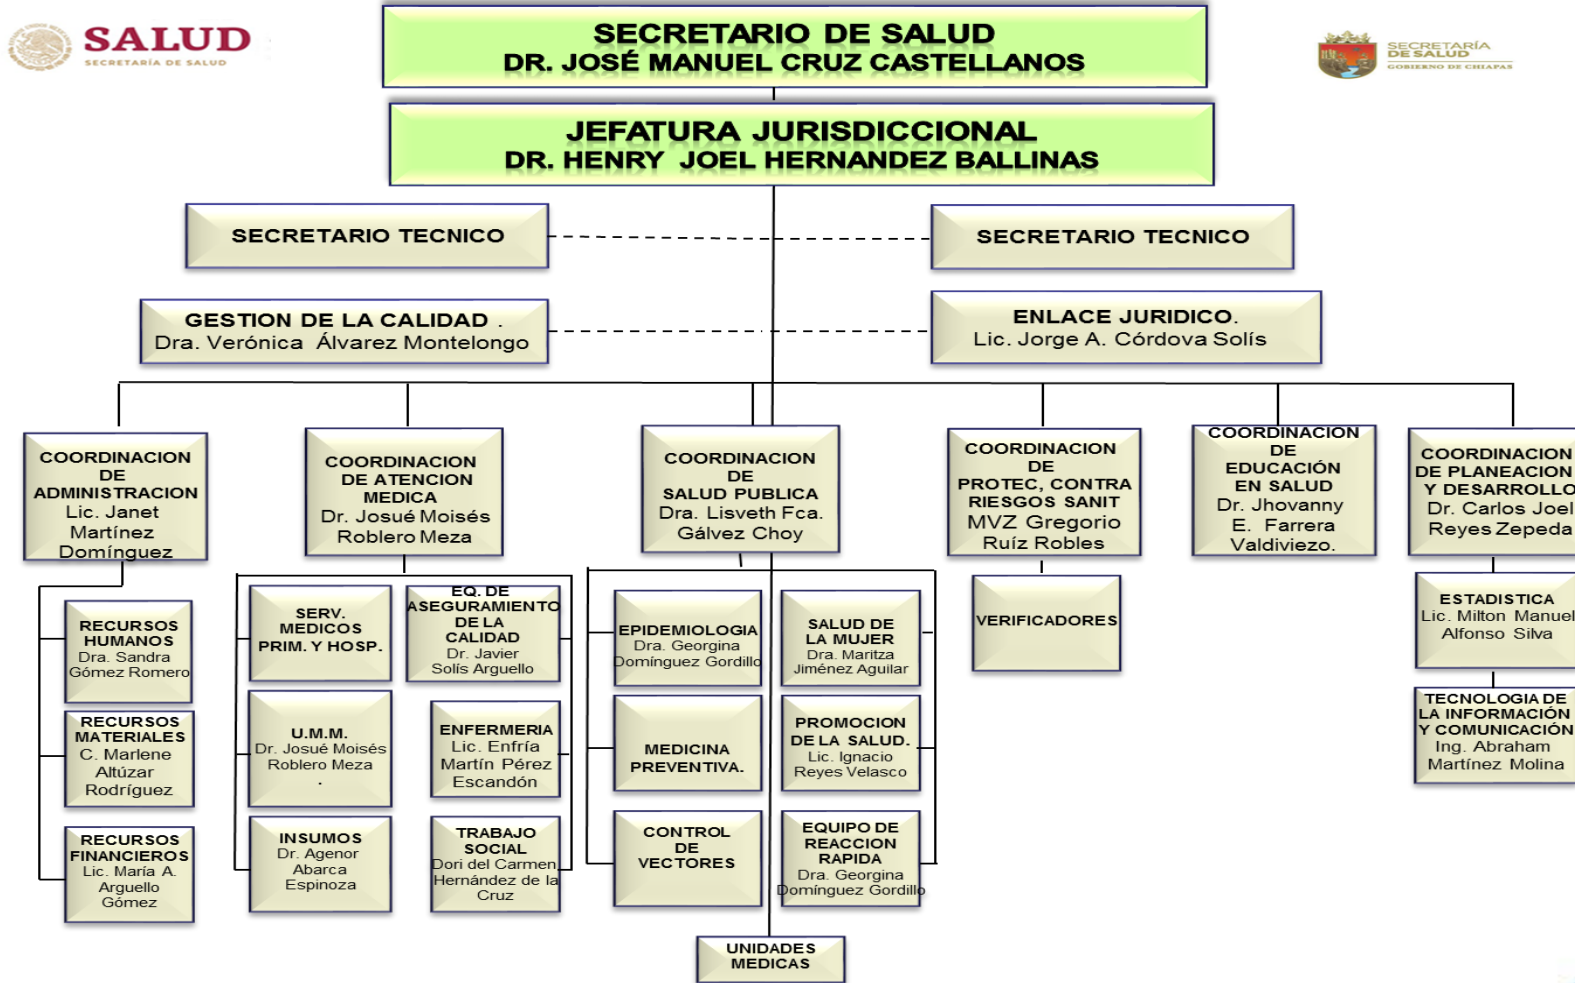 SALUD
SECRETARÍA DE SALUD
SECRETARIO DE SALUD
DR. JOSÉ MANUEL CRUZ CASTELLANOS
SECRETARÍA
DE SALUD
GOBIERNO DE CHIAPAS
JEFATURA JURISDICCIONAL
DR. HENRY JOEL HERNANDEZ BALLINAS
SECRETARIO TECNICO
SECRETARIO TECNICO
GESTION DE LA CALIDAD .
Dra. Verónica Álvarez Montelongo
ENLACE JURIDICO.
Lic. Jorge A. Córdova Solís
COORDINACION
DE
ADMINISTRACION
Lic. Janet
Martínez
Domínguez
COORDINACION
DE ATENCION
MEDICA
Dr. Josué Moisés
Roblero Meza
COORDINACION
DE
SALUD PUBLICA
Dra. Lisveth Fca.
Gálvez Choy
COORDINACION
DE
PROTEC, CONTRA
RIESGOS SANIT
MVZ Gregorio
Ruíz Robles
COORDINACION
DE
EDUCACIÓN
EN SALUD
Dr. Jhovanny
E. Farrera
Valdiviezo.
COORDINACION
DE PLANEACION
Y DESARROLLO
Dr. Carlos Joel
Reyes Zepeda
RECURSOS
HUMANOS
Dra. Sandra
Gómez Romero
RECURSOS
MATERIALES
C. Marlene
Altúzar
Rodríguez
RECURSOS
FINANCIEROS
Lic. María A.
Arguello
Gómez
SERV.
MEDICOS
PRIM. Y HOSP.
U.M.M.
Dr. Josué Moisés
Roblero Meza
.
INSUMOS
Dr. Agenor
Abarca
Espinoza
EQ. DE
ASEGURAMIENTO
DE LA
CALIDAD
Dr. Javier
Solís Arguello
ENFERMERIA
Lic. Enfría
Martín Pérez
Escandón
TRABAJO
SOCIAL
Dori del Carmen
Hernández de la
Cruz
EPIDEMIOLOGIA
Dra. Georgina
Domínguez Gordillo
MEDICINA
PREVENTIVA.
CONTROL
DE
VECTORES
SALUD DE
LA MUJER
Dra. Maritza
Jiménez Aguilar
PROMOCION
DE LA SALUD.
Lic. Ignacio
Reyes Velasco
EQUIPO DE
REACCION
RAPIDA
Dra. Georgina
Domínguez Gordillo
UNIDADES
MEDICAS
VERIFICADORES
ESTADISTICA
Lic. Milton Manuel
Alfonso Silva
TECNOLOGIA DE
LA INFORMACIÓN
Y COMUNICACIÓN
Ing. Abraham
Martínez Molina